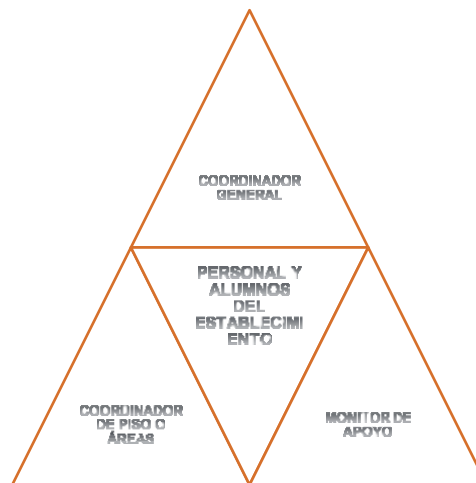 COORDINADOR
GENERAL
PERSONAL Y
ALUMNOS
DEL
ESTABLECIMI
ENTO
COORDINADOR
DE PISO O
ÁREAS
MONITOR DE
APOYO